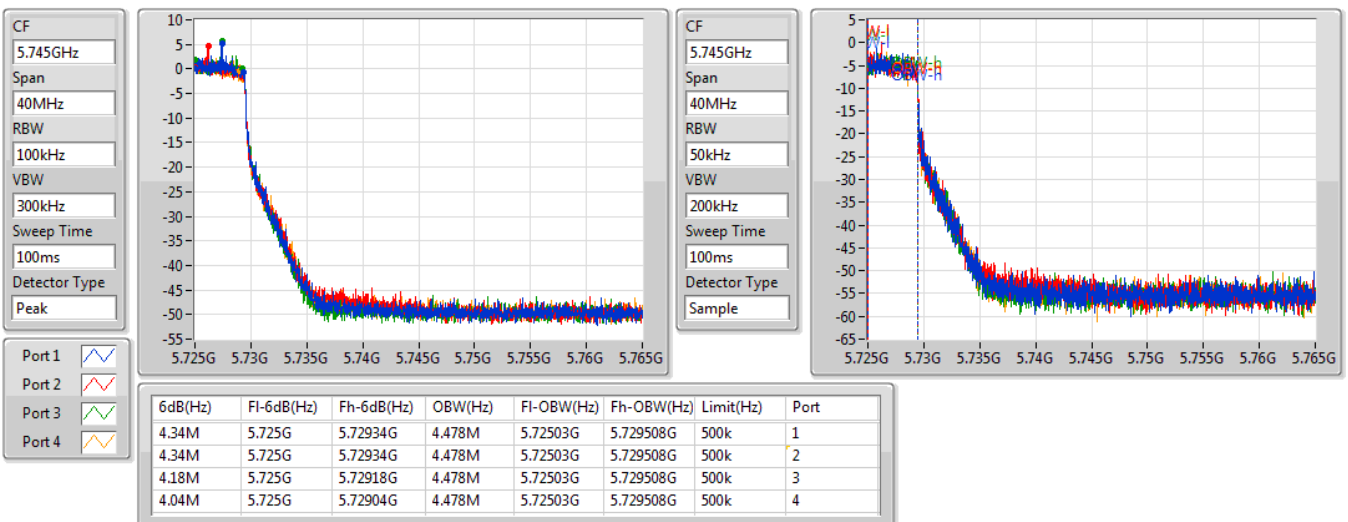 CF
5.745GHz
Span
40MHz
RBW
100kHz
VBW
300kHz
Sweep Time
100ms
Detector Type
Peak
10
5
0
-5
-10
-15
-20
-25
-30
-35
-40
-45
-50
-55
5.725G 5.73G 5.735G 5.74G 5.745G 5.75G 5.755G 5.76G 5.765G
CF
5.745GHz
Span
40MHz
RBW
50kHz
VBW
200kHz
Sweep Time
100ms
Detector Type
Sample
5
0
-5
-10
-15
-20
-25
-30
-35
-40
-45
-50
-55
-60
-65
5.725G 5.73G 5.735G 5.74G 5.745G 5.75G 5.755G 5.76G 5.765G
Port 1
Port 2
Port 3
Port 4
6dB(Hz) Fl-6dB(Hz) Fh-6dB(Hz) OBW(Hz) Fl-OBW(Hz) Fh-OBW(Hz) Limit(Hz) Port
4.34M 5.725G 5.72934G 4.478M 5.72503G 5.729508G 500k 1
4.34M 5.725G 5.72934G 4.478M 5.72503G 5.729508G 500k 2
4.18M 5.725G 5.72918G 4.478M 5.72503G 5.729508G 500k 3
4.04M 5.725G 5.72904G 4.478M 5.72503G 5.729508G 500k 4